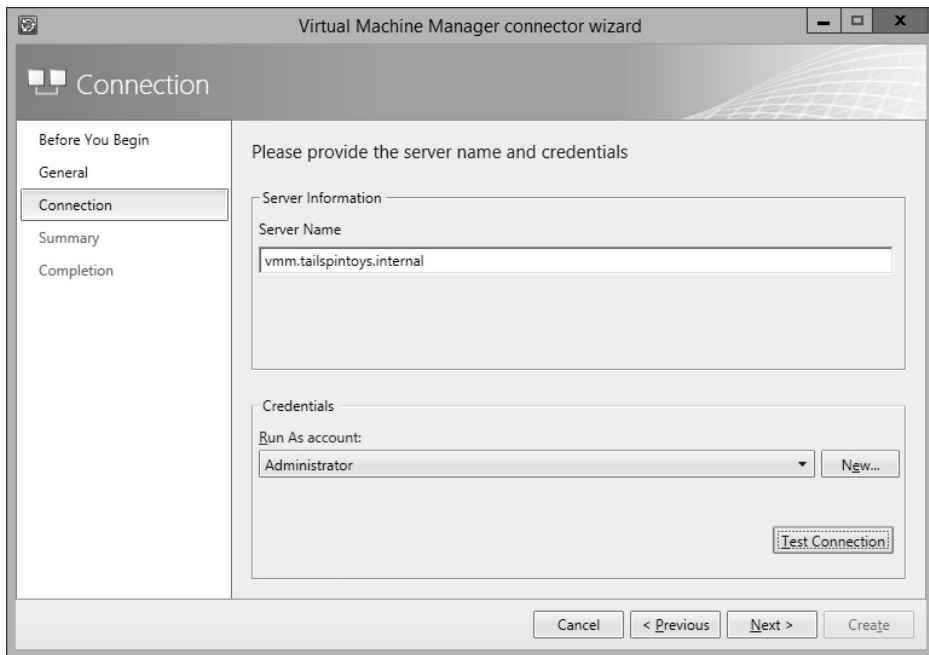 Virtual Machine Manager connector wizard
Connection
Before You Begin
General
Connection
Summary
Completion
Please provide the server name and credentials
Server Information
Server Name
vmm.tailspintoys.internal
Credentials
Run As account:
Administrator
New...
Test Connection
Cancel
< Previous
Next >
Create